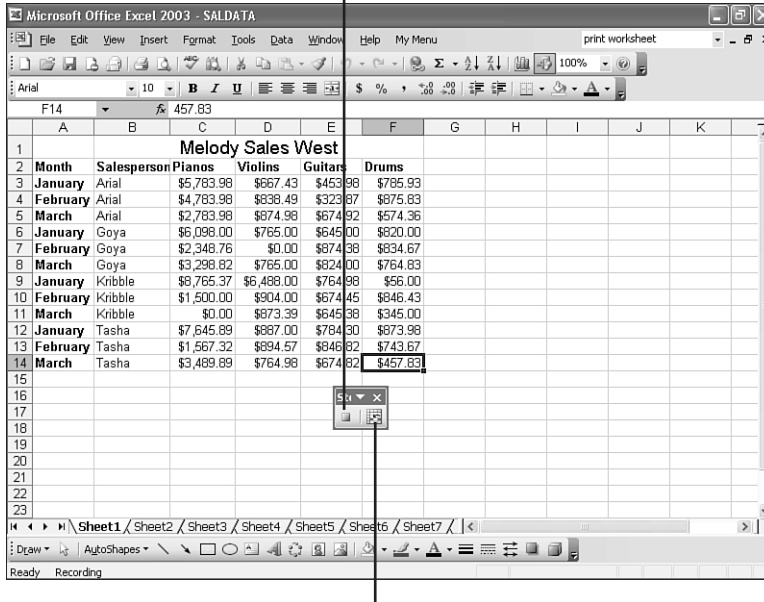 Microsoft Office Excel 2003 - SALDATA
File Edit View Insert Format Tools Data Window Help My Menu print worksheet
100%
Arial 10 B I U $ % ,
F14 fx 457.83
A B C D E F G H I J K
1 Melody Sales West
2 Month Salesperson Pianos Violins Guitars Drums
3 January Arial $5,783.98 $667.43 $453.98 $785.93
4 February Arial $4,783.98 $838.49 $323.87 $875.83
5 March Arial $2,783.98 $874.98 $674.92 $574.36
6 January Goya $6,098.00 $765.00 $645.00 $820.00
7 February Goya $2,348.76 $0.00 $874.38 $834.67
8 March Goya $3,298.82 $765.00 $824.00 $764.83
9 January Kribble $8,765.37 $6,488.00 $764.98 $56.00
10 February Kribble $1,500.00 $904.00 $674.45 $846.43
11 March Kribble $0.00 $873.39 $645.38 $345.00
12 January Tasha $7,645.89 $887.00 $784.30 $873.98
13 February Tasha $1,567.32 $894.57 $846.82 $743.67
14 March Tasha $3,489.89 $764.98 $674.82 $457.83
15
16
17
18
19
20
21
22
23
Sheet1 Sheet2 Sheet3 Sheet4 Sheet5 Sheet6 Sheet7
Draw AutoShapes
Ready Recording